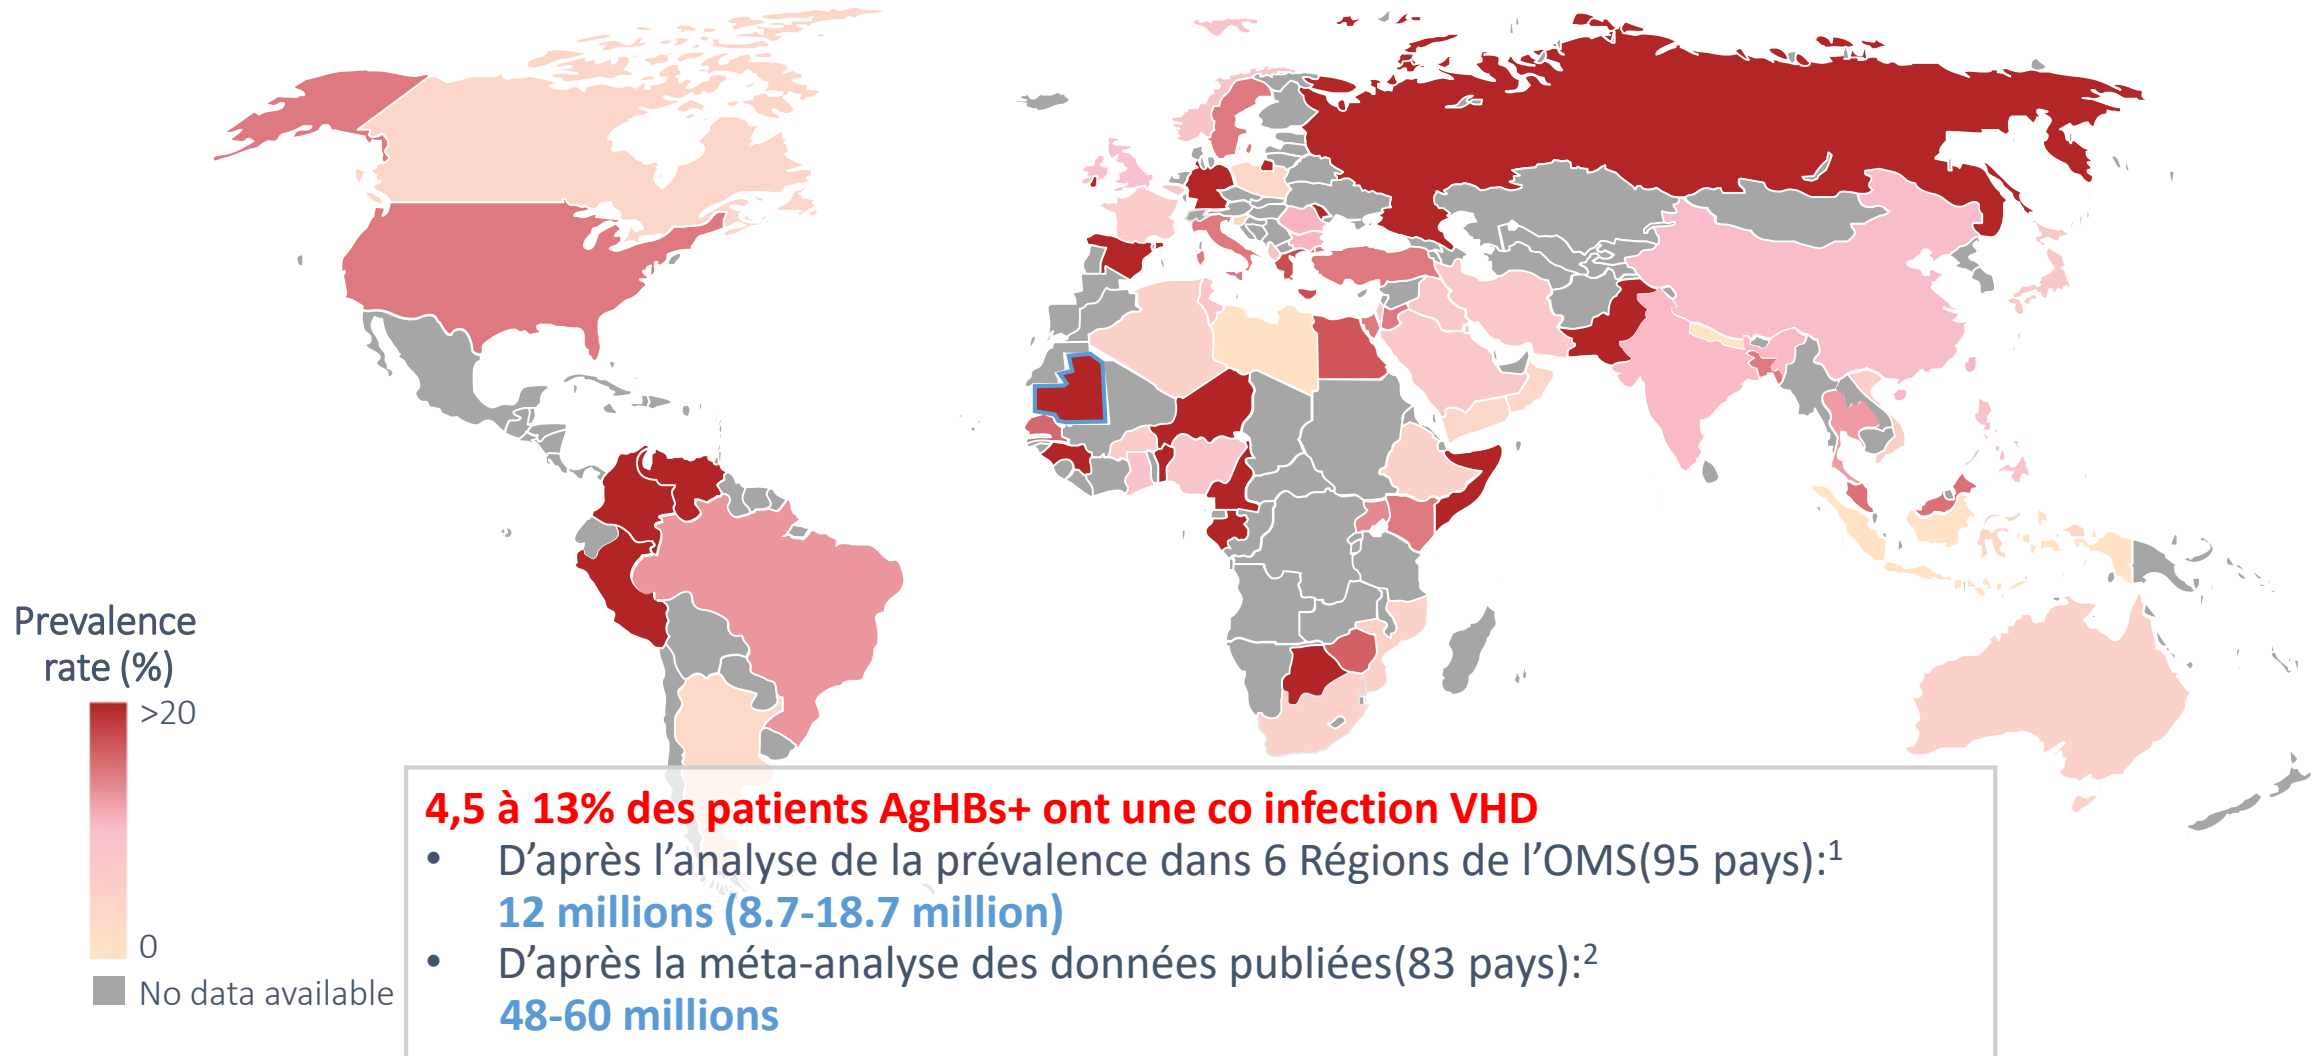 Prevalence
rate (%)
>20
0
No data available
4,5 à 13% des patients AgHBs+ ont une co infection VHD
• D’après l’analyse de la prévalence dans 6 Régions de l’OMS(95 pays):¹
12 millions (8.7-18.7 million)
• D’après la méta-analyse des données publiées(83 pays):²
48-60 millions